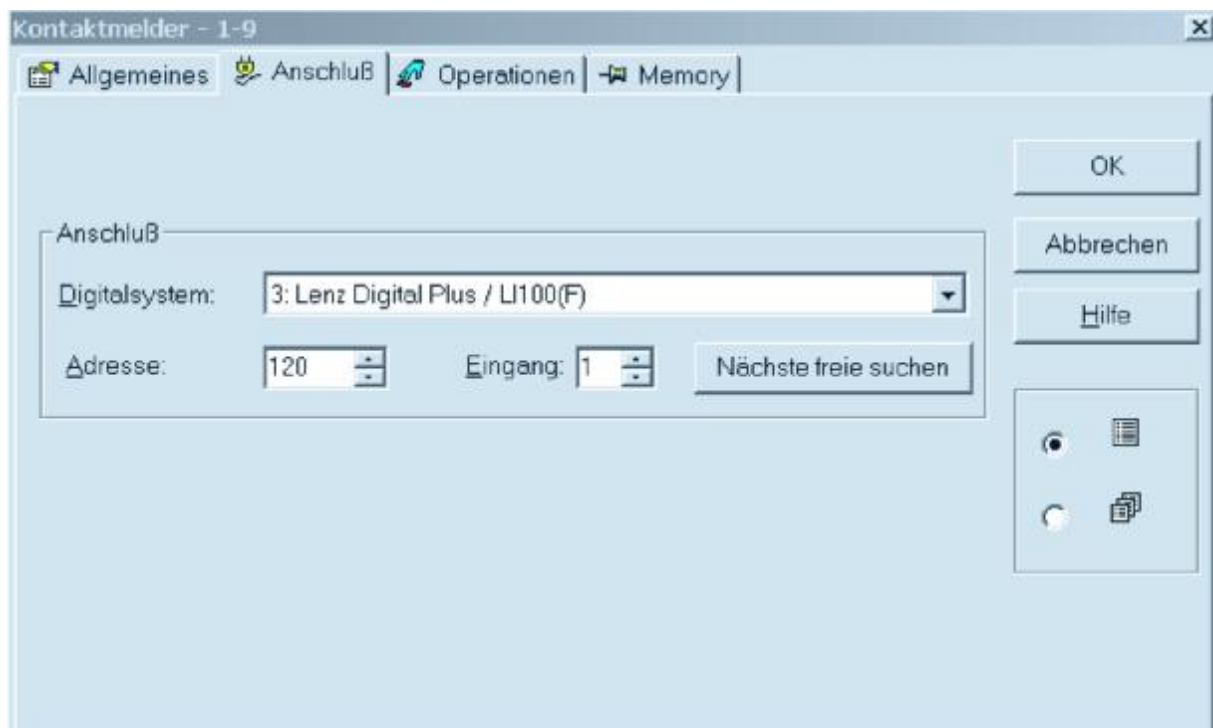 Kontaktmelder - 1-9
Allgemeines Anschluß Operationen Memory
OK
Anschluß
Abbrechen
Digitalsystem: 3: Lenz Digital Plus / LI100(F)
Hilfe
Adresse: 120 Eingang: 1 Nächste freie suchen